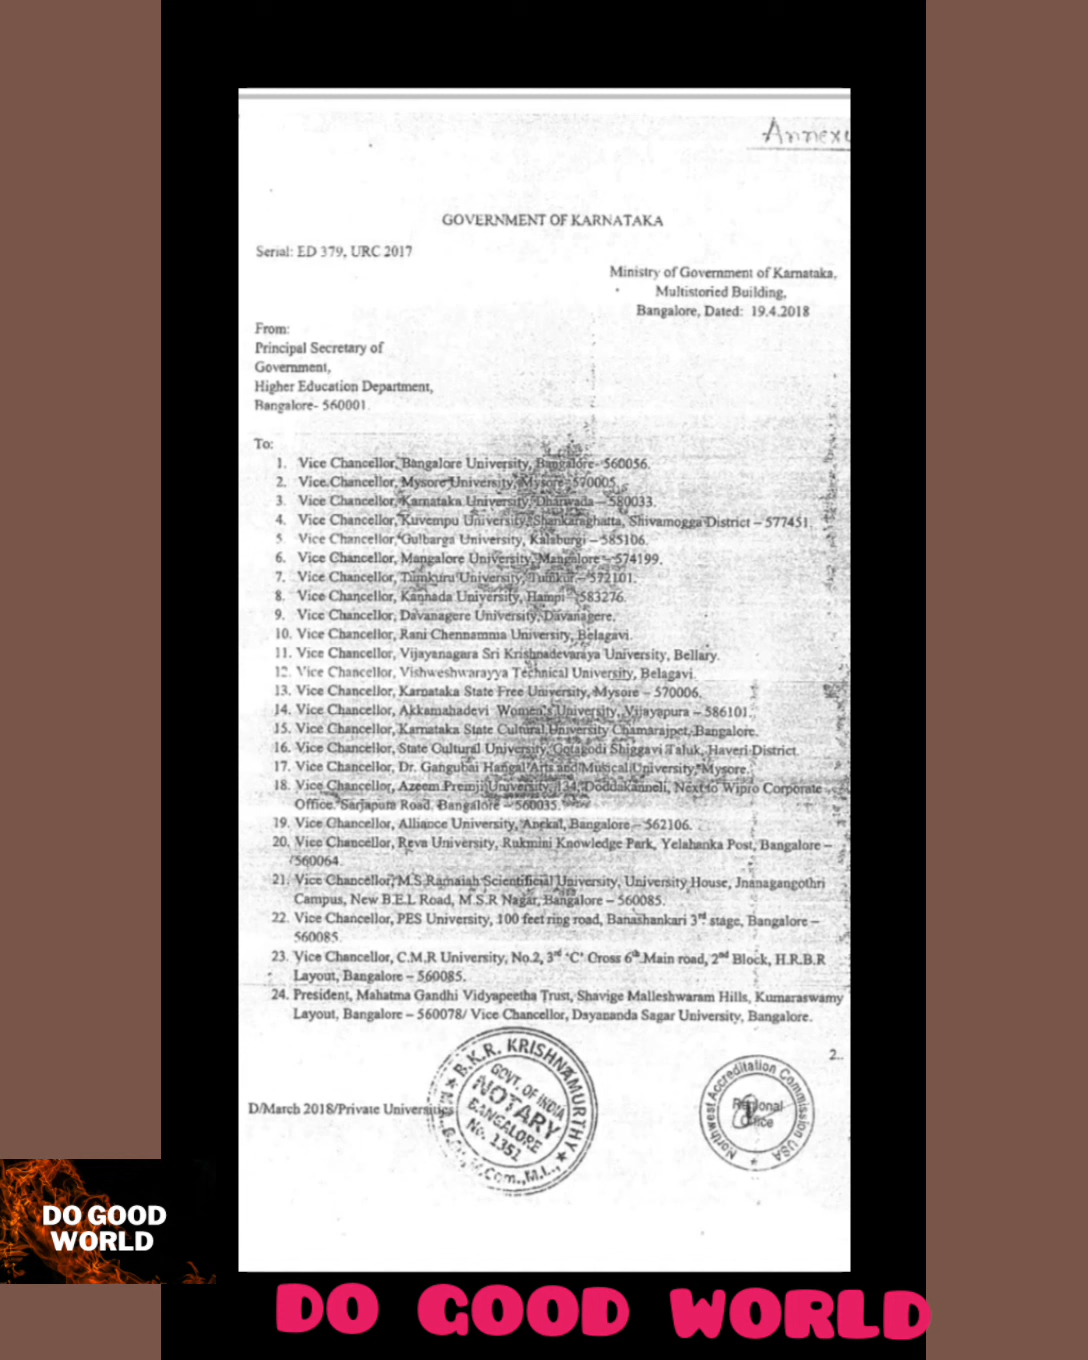 Annexu
GOVERNMENT OF KARNATAKA
Serial: ED 379, URC 2017
Ministry of Government of Karnataka,
Multistoried Building,
Bangalore, Dated: 19.4.2018
From:
Principal Secretary of
Government,
Higher Education Department,
Bangalore- 560001.
To:
1. Vice Chancellor, Bangalore University, Bangalore- 560056.
2. Vice Chancellor, Mysore University, Mysore- 570005.
3. Vice Chancellor, Karnataka University, Dharwada – 580033.
4. Vice Chancellor, Kuvempu University, Shankaraghatta, Shivamogga District – 577451.
5. Vice Chancellor, Gulbarga University, Kalaburgi – 585106.
6. Vice Chancellor, Mangalore University, Mangalore – 574199.
7. Vice Chancellor, Tumkuru University, Tumkur – 572101.
8. Vice Chancellor, Kannada University, Hampi – 583276.
9. Vice Chancellor, Davanagere University, Davanagere.
10. Vice Chancellor, Rani Chennamma University, Belagavi.
11. Vice Chancellor, Vijayanagara Sri Krishnadevaraya University, Bellary.
12. Vice Chancellor, Vishweshwarayya Technical University, Belagavi.
13. Vice Chancellor, Karnataka State Free University, Mysore – 570006.
14. Vice Chancellor, Akkamahadevi Women's University, Vijayapura – 586101.
15. Vice Chancellor, Karnataka State Cultural University Chamarajpet, Bangalore.
16. Vice Chancellor, State Cultural University, Gotagodi Shiggavi Taluk, Haveri District.
17. Vice Chancellor, Dr. Gangubai Hangal Arts and Musical University, Mysore.
18. Vice Chancellor, Azeem Premji University, 134, Doddakanneli, Next to Wipro Corporate
Office, Sarjapura Road, Bangalore – 560035.
19. Vice Chancellor, Alliance University, Anekal, Bangalore – 562106.
20. Vice Chancellor, Reva University, Rukmini Knowledge Park, Yelahanka Post, Bangalore –
560064.
21. Vice Chancellor, M.S Ramaiah Scientificial University, University House, Jnanagangothri
Campus, New B.E.L Road, M.S.R Nagar, Bangalore – 560085.
22. Vice Chancellor, PES University, 100 feet ring road, Banashankari 3rd stage, Bangalore –
560085.
23. Vice Chancellor, C.M.R University, No.2, 3rd 'C' Cross 6th Main road, 2nd Block, H.R.B.R
Layout, Bangalore – 560085.
24. President, Mahatma Gandhi Vidyapeetha Trust, Shavige Malleshwaram Hills, Kumaraswamy
Layout, Bangalore – 560078/ Vice Chancellor, Dayananda Sagar University, Bangalore.
2..
D/March 2018/Private Universities
B.K.R. KRISHNAMURTHY
GOVT. OF INDIA
NOTARY
BANGALORE
No. 1351
Com.,M.L.,
Northwest Accreditation Commission USA
Regional
Office
DO GOOD
WORLD
DO GOOD WORLD